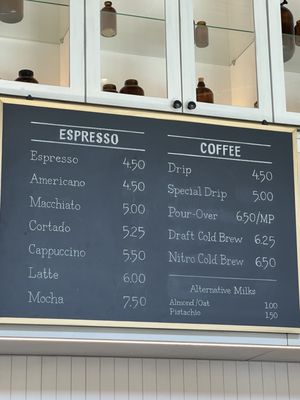 ESPRESSO
Espresso 4.50
Americano 4.50
Macchiato 5.00
Cortado 5.25
Cappuccino 5.50
Latte 6.00
Mocha 7.50
COFFEE
Drip 4.50
Special Drip 5.00
Pour-Over 6.50/MP
Draft Cold Brew 6.25
Nitro Cold Brew 6.50
Alternative Milks
Almond/Oat 1.00
Pistachio 1.50